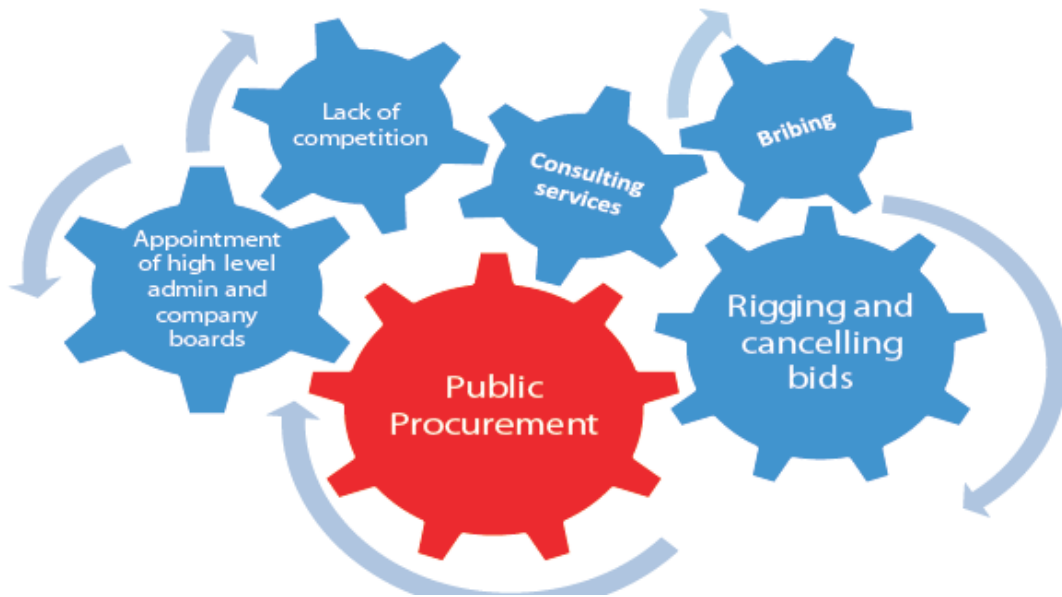 Lack of
competition
Consulting
services
Bribing
Appointment
of high level
admin and
company
boards
Public
Procurement
Rigging and
cancelling
bids